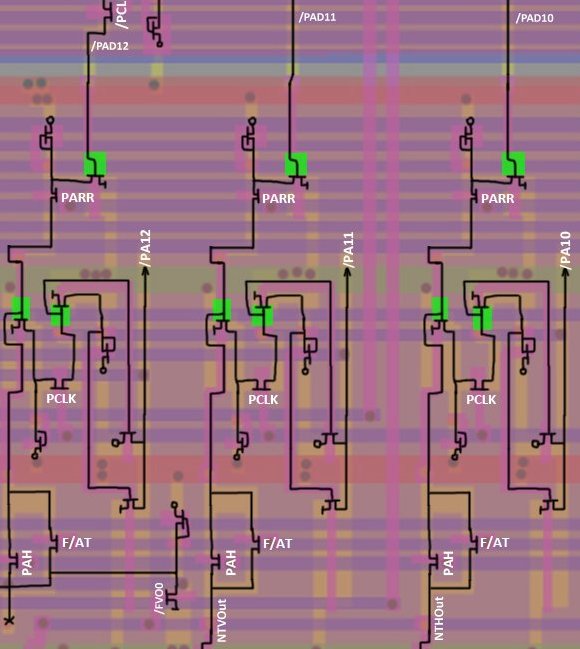 /PCL
/PAD12
/PAD11
/PAD10
PARR
PARR
PARR
/PA12
/PA11
/PA10
PCLK
PCLK
PCLK
PAH
F/AT
/FVO0
PAH
F/AT
NTVOut
PAH
F/AT
NTHOut